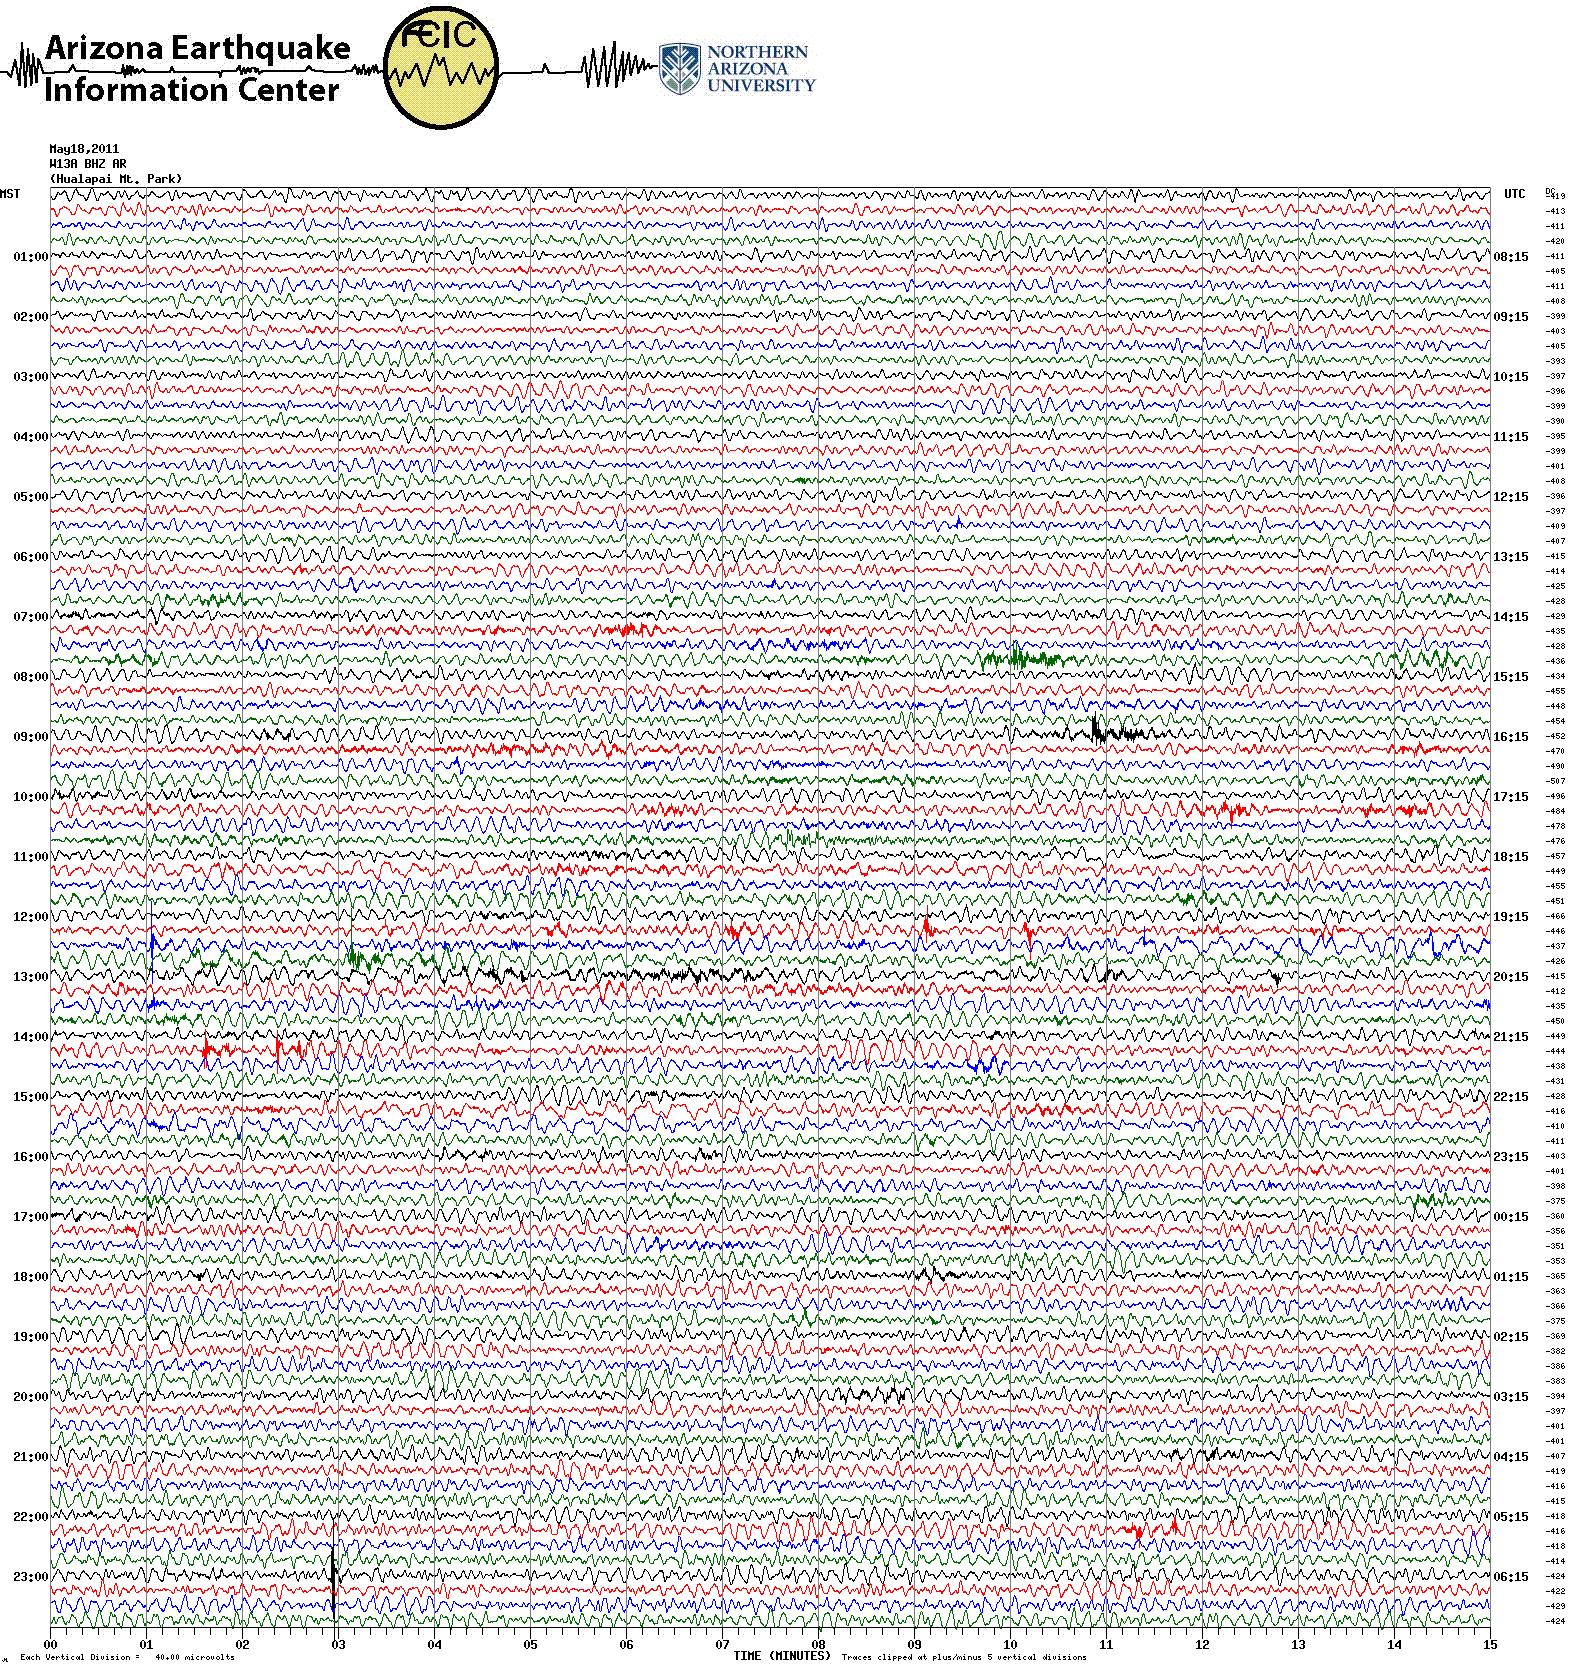 Arizona Earthquake
Information Center
ÆEIC
NORTHERN
ARIZONA
UNIVERSITY
May18,2011
W13A BHZ AR
(Hualapai Mt. Park)
MST UTC DC
-419
-413
-411
-420
01:00 08:15 -411
-405
-411
-408
02:00 09:15 -399
-403
-405
-393
03:00 10:15 -397
-396
-399
-390
04:00 11:15 -395
-399
-401
-408
05:00 12:15 -396
-397
-409
-407
06:00 13:15 -415
-414
-425
-428
07:00 14:15 -429
-435
-428
-436
08:00 15:15 -434
-455
-448
-454
09:00 16:15 -452
-470
-490
-507
10:00 17:15 -496
-484
-478
-476
11:00 18:15 -457
-449
-455
-451
12:00 19:15 -466
-446
-437
-426
13:00 20:15 -415
-412
-435
-450
14:00 21:15 -449
-444
-438
-431
15:00 22:15 -428
-416
-410
-411
16:00 23:15 -403
-401
-398
-375
17:00 00:15 -360
-356
-351
-353
18:00 01:15 -365
-363
-366
-375
19:00 02:15 -369
-382
-386
-383
20:00 03:15 -394
-397
-401
-401
21:00 04:15 -407
-419
-416
-415
22:00 05:15 -418
-416
-418
-414
23:00 06:15 -424
-422
-429
-424
00 01 02 03 04 05 06 07 08 09 10 11 12 13 14 15
TIME (MINUTES)
Each Vertical Division = 40.00 microvolts
Traces clipped at plus/minus 5 vertical divisions